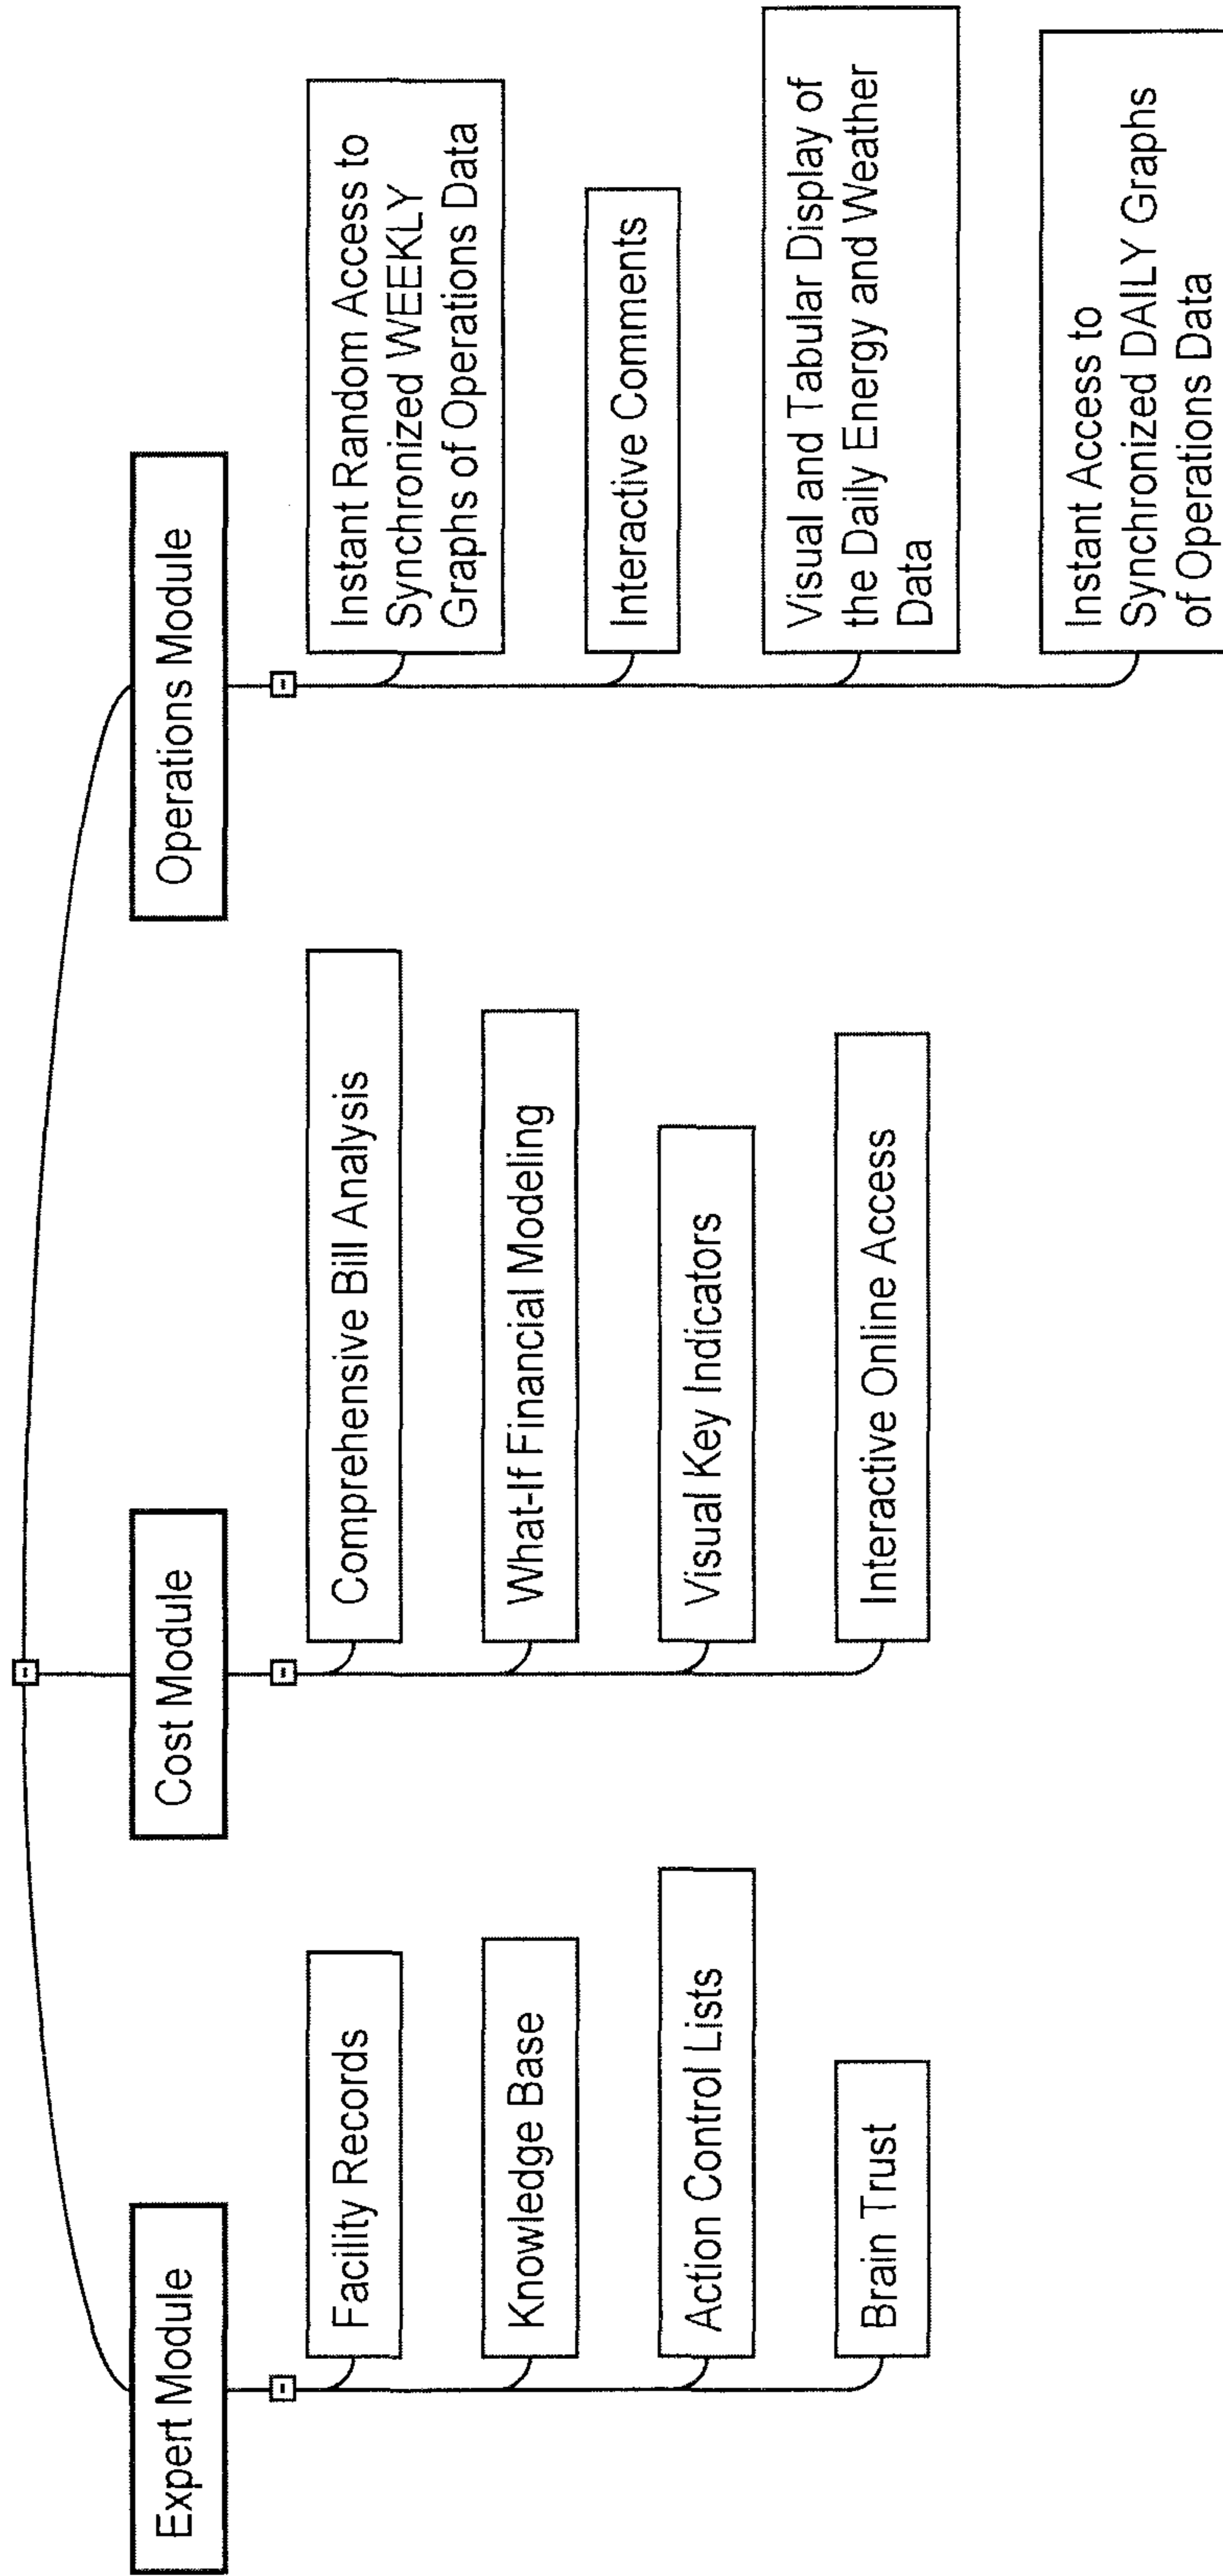 Expert Module
Facility Records
Knowledge Base
Action Control Lists
Brain Trust
Cost Module
Comprehensive Bill Analysis
What-If Financial Modeling
Visual Key Indicators
Interactive Online Access
Operations Module
Instant Random Access to
Synchronized WEEKLY
Graphs of Operations Data
Interactive Comments
Visual and Tabular Display of
the Daily Energy and Weather
Data
Instant Access to
Synchronized DAILY Graphs
of Operations Data